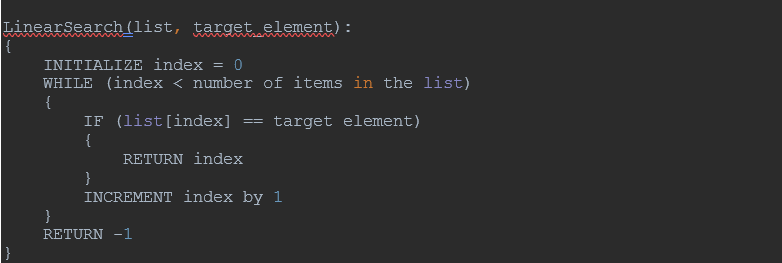 LinearSearch(list, target_element):
{
    INITIALIZE index = 0
    WHILE (index < number of items in the list)
    {
        IF (list[index] == target element)
        {
            RETURN index
        }
        INCREMENT index by 1
    }
    RETURN -1
}